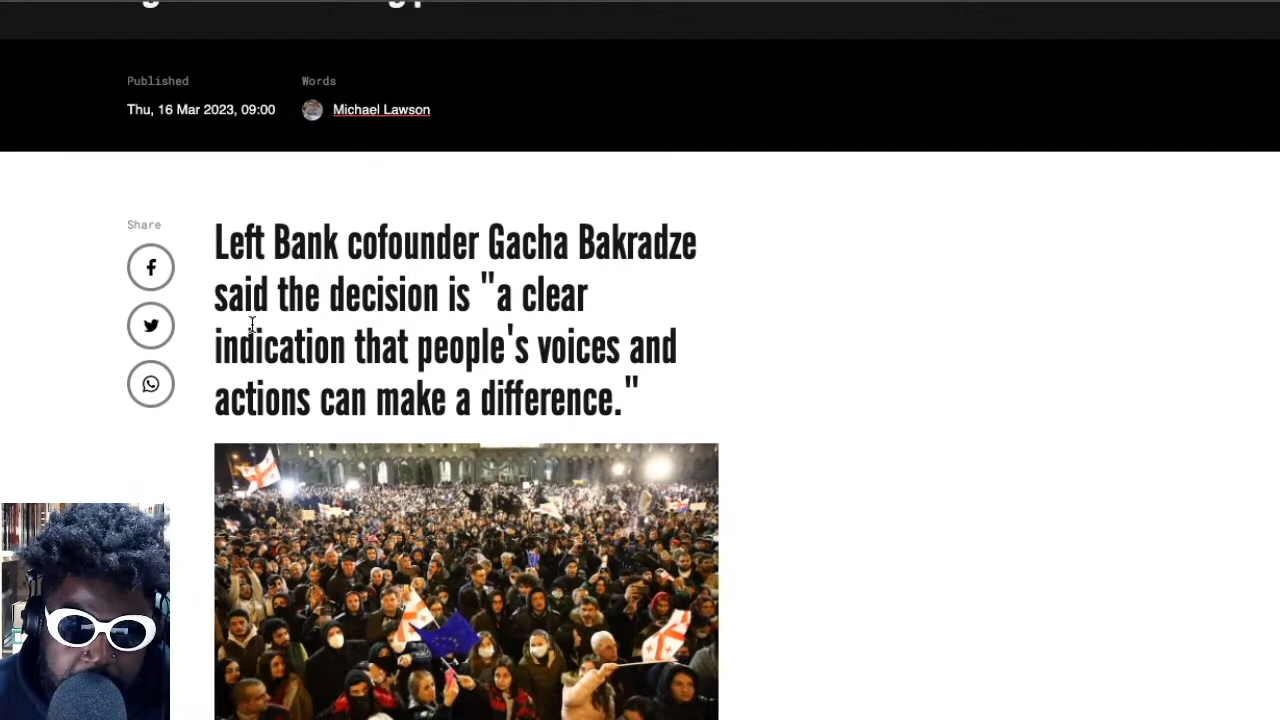 Published
Words
Thu, 16 Mar 2023, 09:00
Michael Lawson
Share
Left Bank cofounder Gacha Bakradze
said the decision is "a clear
indication that people's voices and
actions can make a difference."